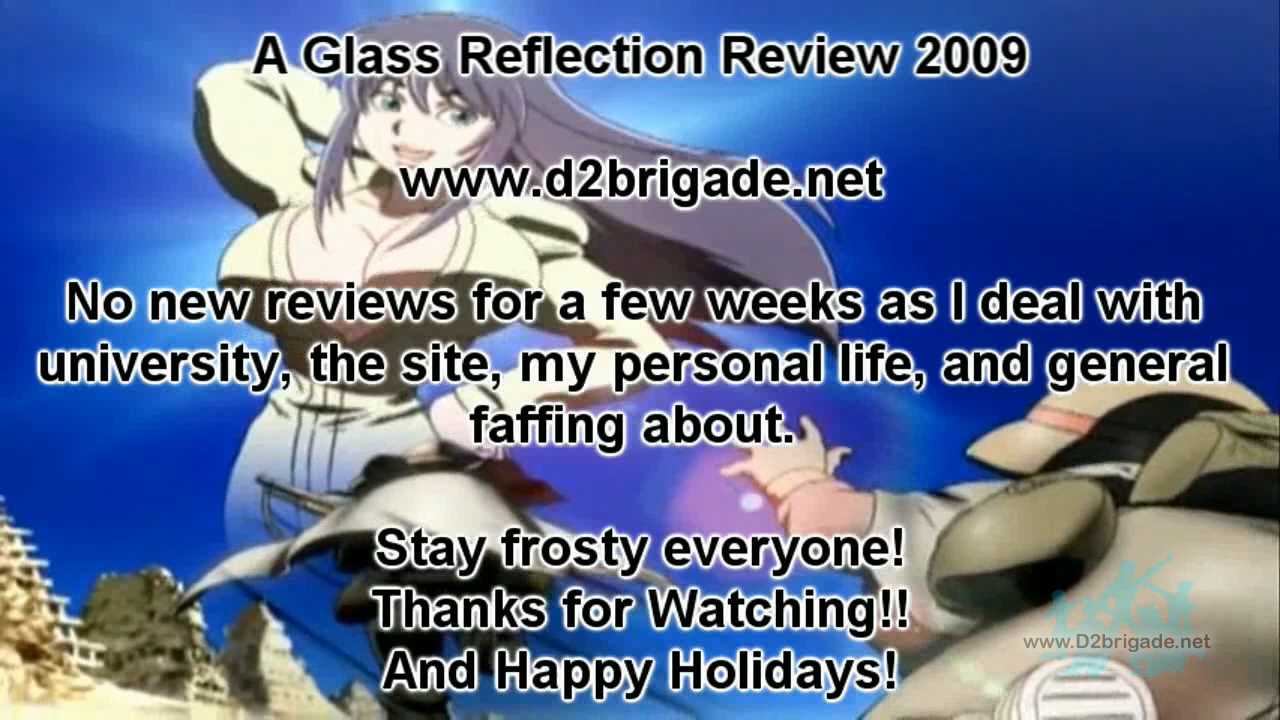 A Glass Reflection Review 2009
www.d2brigade.net
No new reviews for a few weeks as I deal with
university, the site, my personal life, and general
faffing about.
Stay frosty everyone!
Thanks for Watching!!
And Happy Holidays!
www.D2brigade.net